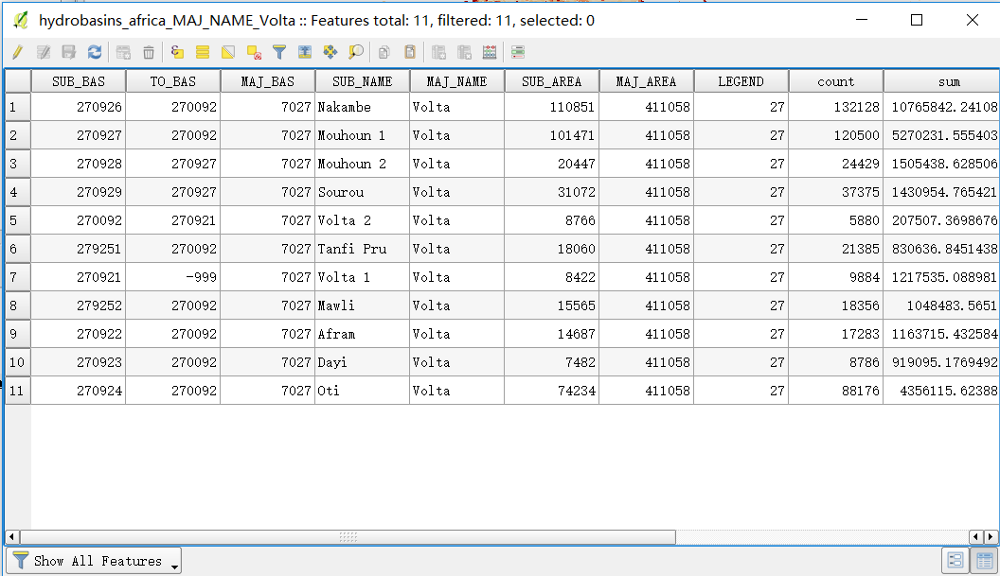 hydrobasins_africa_MAJ_NAME_Volta :: Features total: 11, filtered: 11, selected: 0
SUB_BAS TO_BAS MAJ_BAS SUB_NAME MAJ_NAME SUB_AREA MAJ_AREA LEGEND count sum
1 270926 270092 7027 Nakambe Volta 110851 411058 27 132128 10765842.24108
2 270927 270092 7027 Mouhoun 1 Volta 101471 411058 27 120500 5270231.555403
3 270928 270927 7027 Mouhoun 2 Volta 20447 411058 27 24429 1505438.628506
4 270929 270927 7027 Sourou Volta 31072 411058 27 37375 1430954.765421
5 270092 270921 7027 Volta 2 Volta 8766 411058 27 5880 207507.3698676
6 279251 270092 7027 Tanfi Pru Volta 18060 411058 27 21385 830636.8451438
7 270921 -999 7027 Volta 1 Volta 8422 411058 27 9884 1217535.088981
8 279252 270092 7027 Mawli Volta 15565 411058 27 18356 1048483.5651
9 270922 270092 7027 Afram Volta 14687 411058 27 17283 1163715.432584
10 270923 270092 7027 Dayi Volta 7482 411058 27 8786 919095.1769492
11 270924 270092 7027 Oti Volta 74234 411058 27 88176 4356115.62388
Show All Features